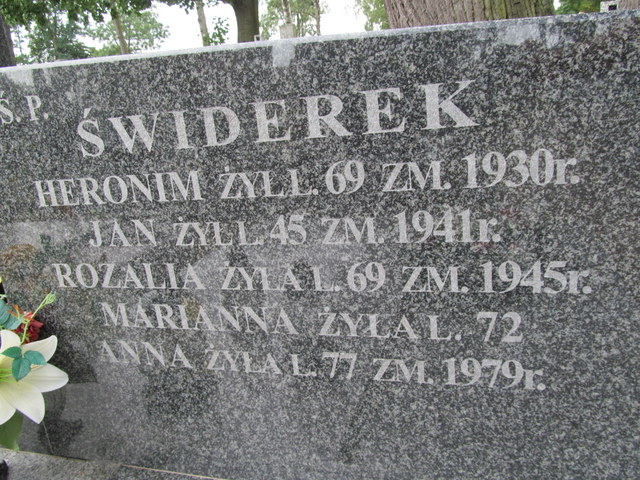 Ś.P.
ŚWIDEREK
HERONIM ŻYŁ L. 69 ZM. 1930r.
JAN ŻYŁ L. 45 ZM. 1941r.
ROZALIA ŻYŁA L. 69 ZM. 1945r.
MARIANNA ŻYŁA L. 72
ANNA ŻYŁA L. 77 ZM. 1979r.